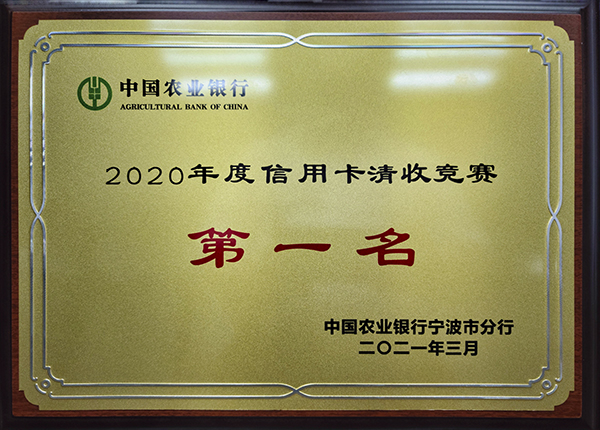 中国农业银行
AGRICULTURAL BANK OF CHINA
2020年度信用卡清收竞赛
第一名
中国农业银行宁波市分行
二〇二一年三月